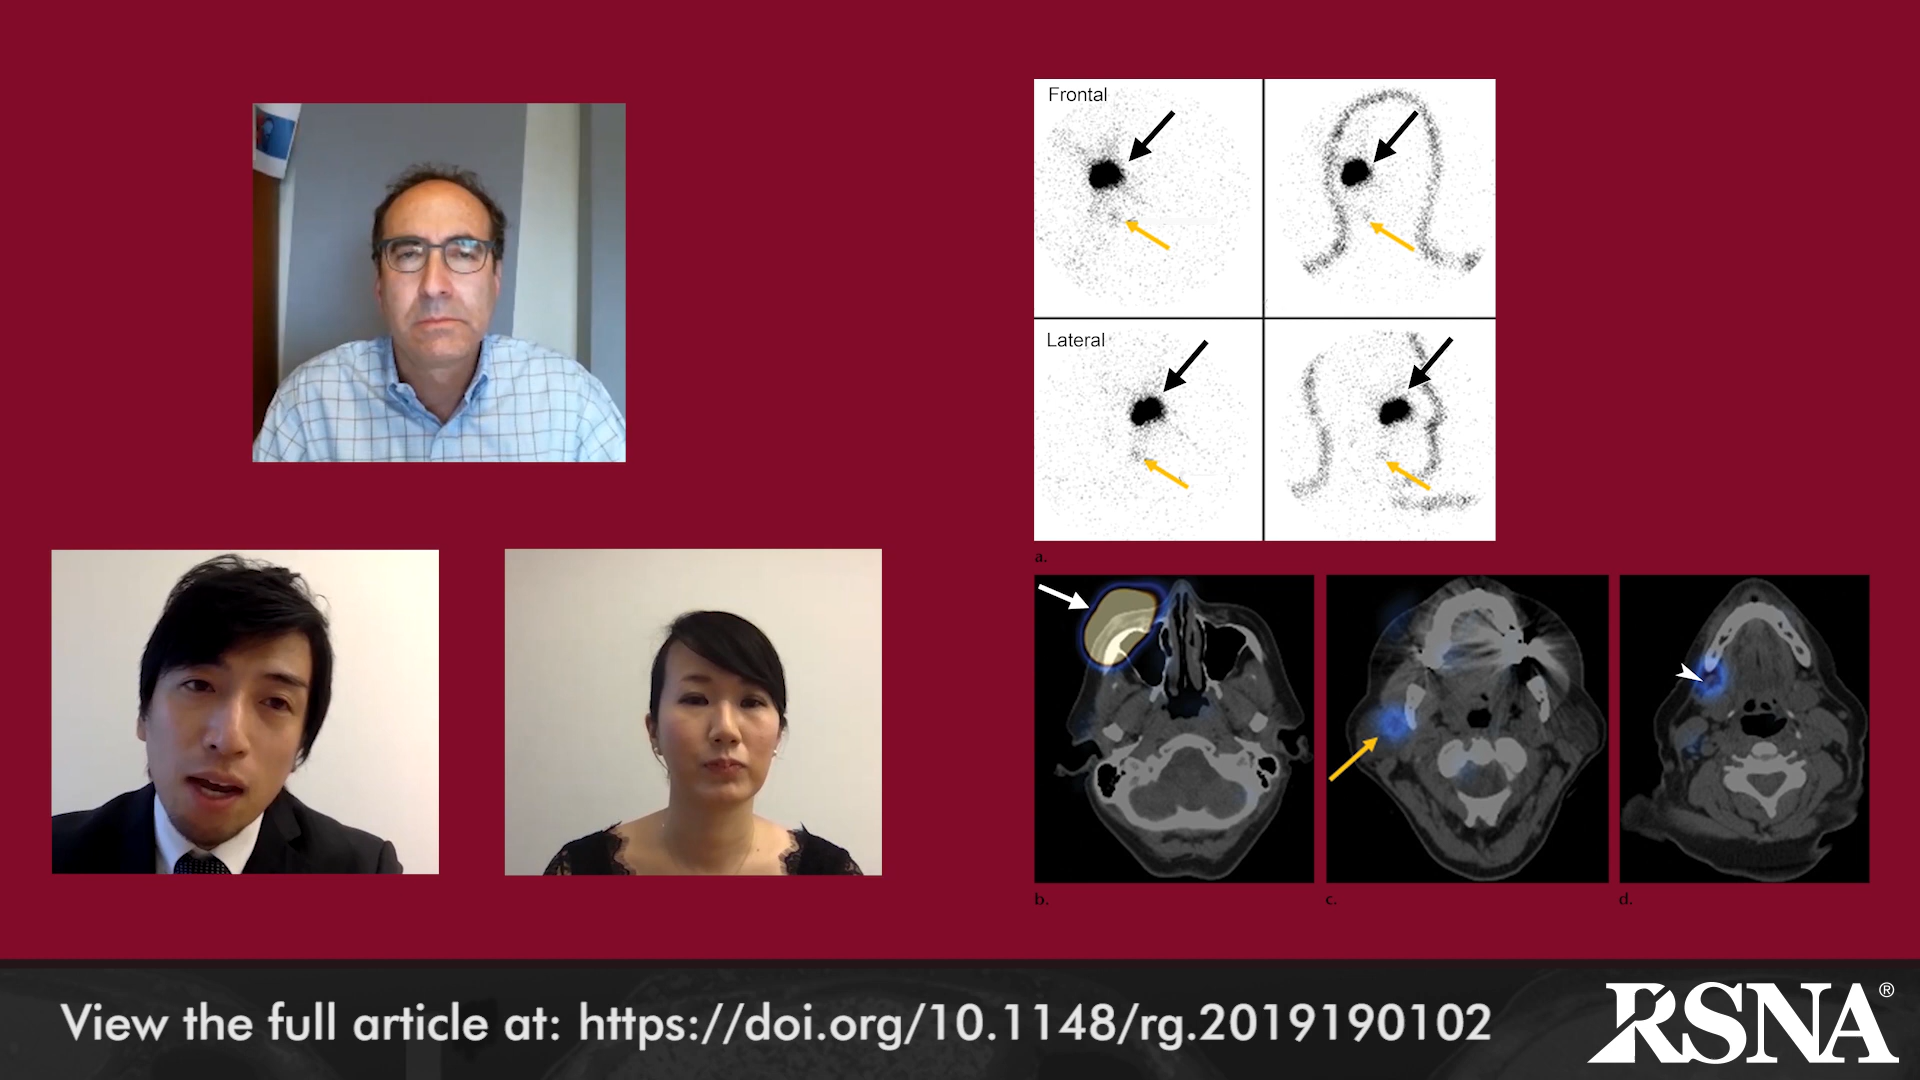 Frontal
Lateral
a.
b.
c.
d.
View the full article at: https://doi.org/10.1148/rg.2019190102
RSNA®